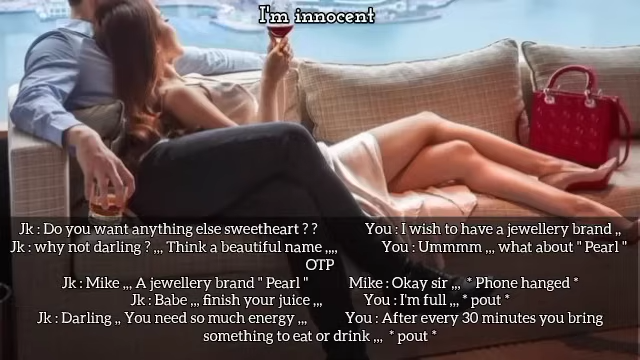 I'm innocent
Jk : Do you want anything else sweetheart ? ? You : I wish to have a jewellery brand ,,
Jk : why not darling ? ,,, Think a beautiful name ,,,, You : Ummmm ,,, what about " Pearl "
OTP
Jk : Mike ,,, A jewellery brand " Pearl " Mike : Okay sir ,,, * Phone hanged *
Jk : Babe ,,, finish your juice ,,, You : I'm full ,,, * pout *
Jk : Darling ,, You need so much energy ,,, You : After every 30 minutes you bring
something to eat or drink ,,, * pout *